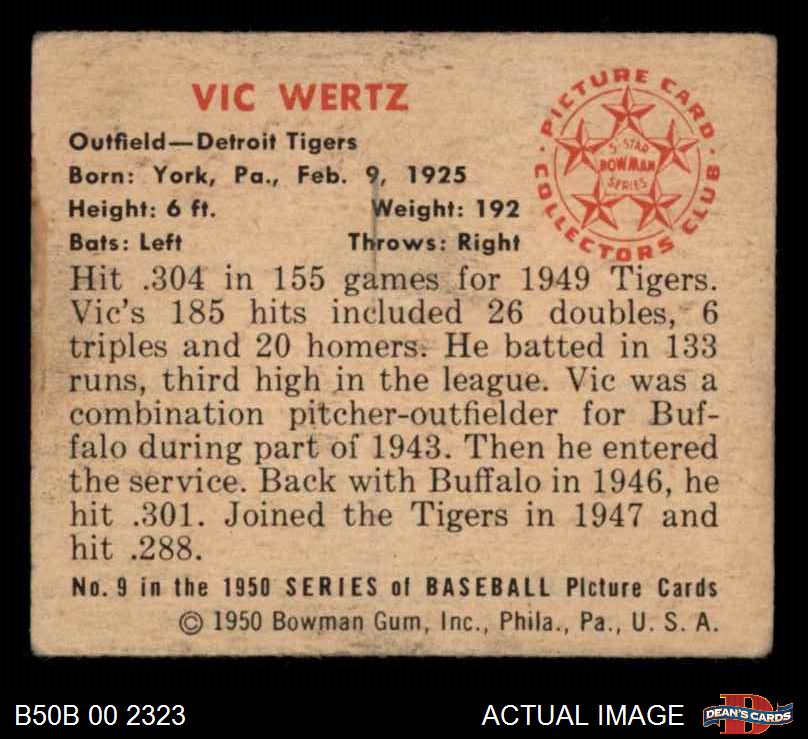 VIC WERTZ
Outfield—Detroit Tigers
Born: York, Pa., Feb. 9, 1925
Height: 6 ft. Weight: 192
Bats: Left Throws: Right
PICTURE CARD
COLLECTORS CLUB
5-STAR
BOWMAN
SERIES
Hit .304 in 155 games for 1949 Tigers.
Vic's 185 hits included 26 doubles, 6
triples and 20 homers. He batted in 133
runs, third high in the league. Vic was a
combination pitcher-outfielder for Buf-
falo during part of 1943. Then he entered
the service. Back with Buffalo in 1946, he
hit .301. Joined the Tigers in 1947 and
hit .288.
No. 9 in the 1950 SERIES of BASEBALL Picture Cards
© 1950 Bowman Gum, Inc., Phila., Pa., U. S. A.
B50B 00 2323
ACTUAL IMAGE
D
DEAN'S CARDS